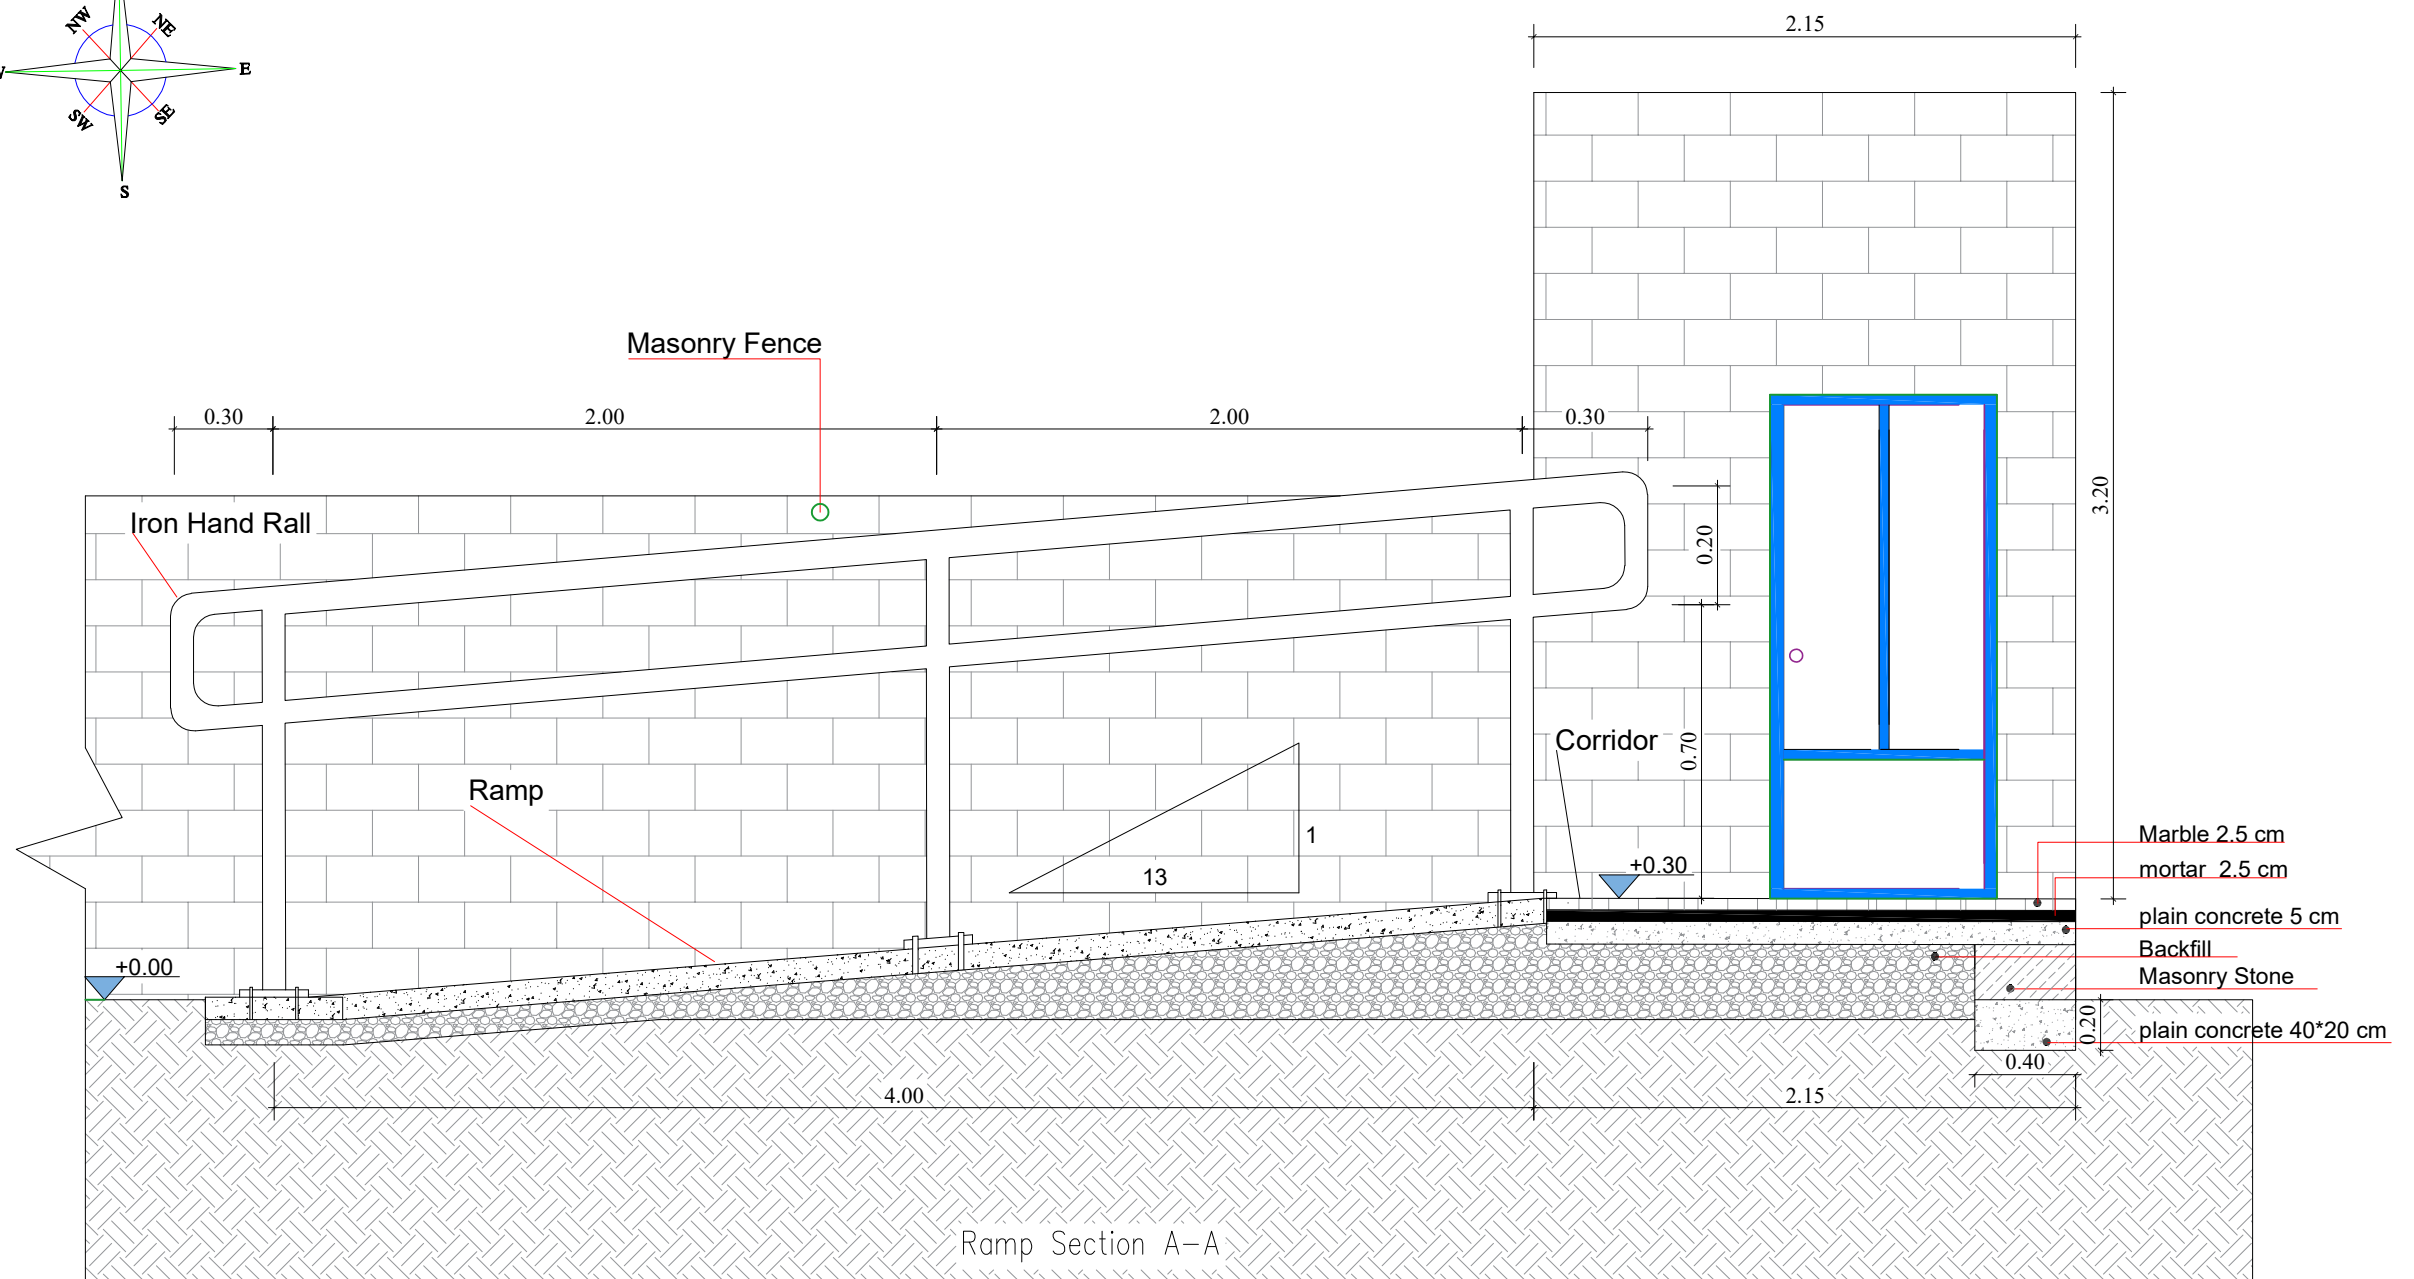 NW
NE
E
SW
SE
S
2.15
Masonry Fence
0.30
2.00
2.00
0.30
Iron Hand Rall
0.20
3.20
Corridor
0.70
Ramp
1
13
+0.30
Marble 2.5 cm
mortar 2.5 cm
plain concrete 5 cm
Backfill
Masonry Stone
+0.00
0.20
plain concrete 40*20 cm
0.40
4.00
2.15
Ramp Section A-A